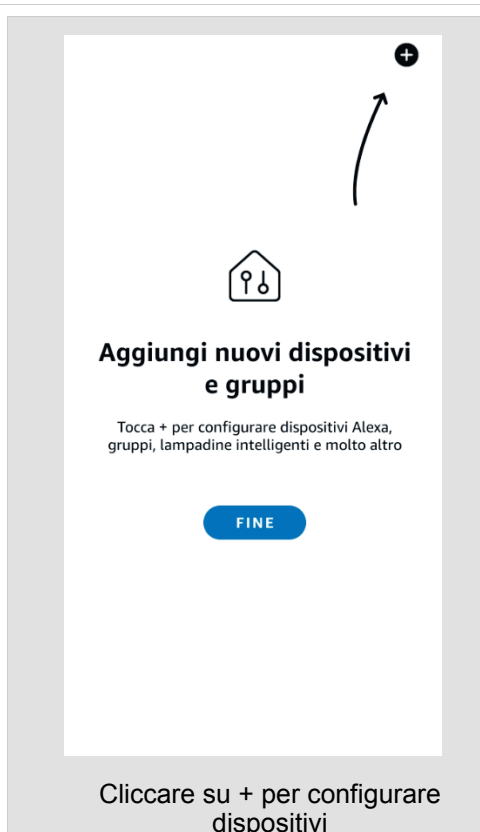 Aggiungi nuovi dispositivi
e gruppi
Tocca + per configurare dispositivi Alexa,
gruppi, lampadine intelligenti e molto altro
FINE
Cliccare su + per configurare
dispositivi